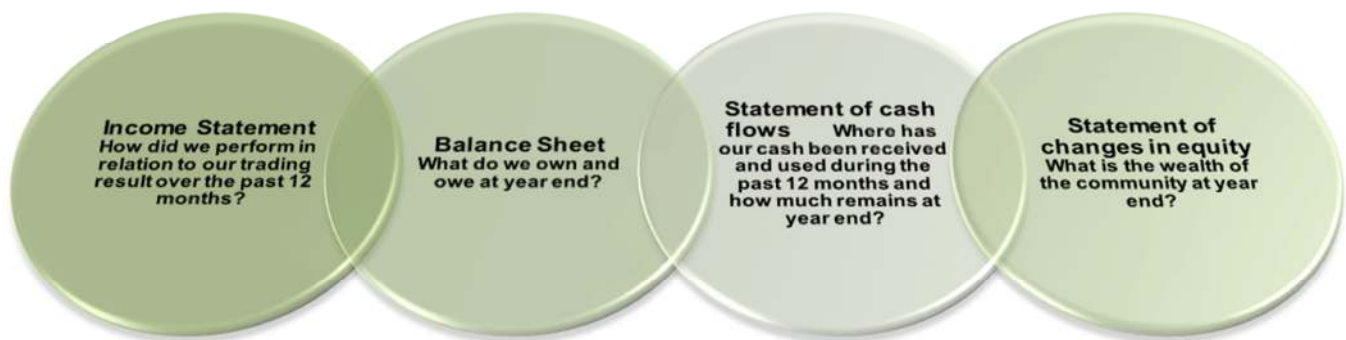 Income Statement
How did we perform in
relation to our trading
result over the past 12
months?
Balance Sheet
What do we own and
owe at year end?
Statement of cash
flows Where has
our cash been received
and used during the
past 12 months and
how much remains at
year end?
Statement of
changes in equity
What is the wealth of
the community at year
end?